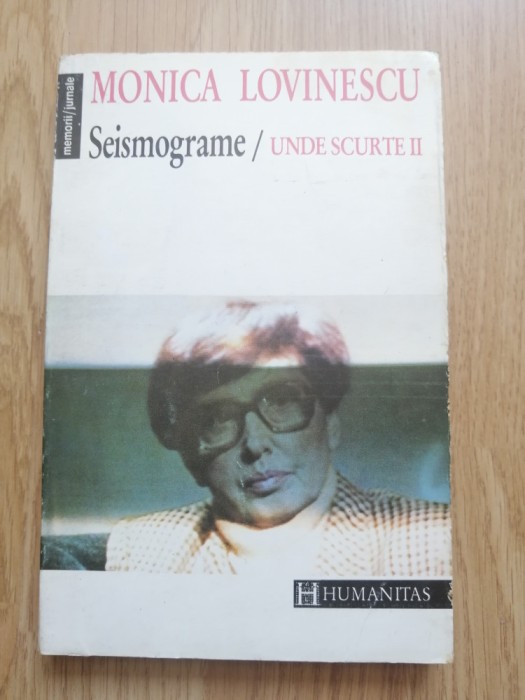 memorii/jurnale
MONICA LOVINESCU
Seismograme / UNDE SCURTE II
HUMANITAS